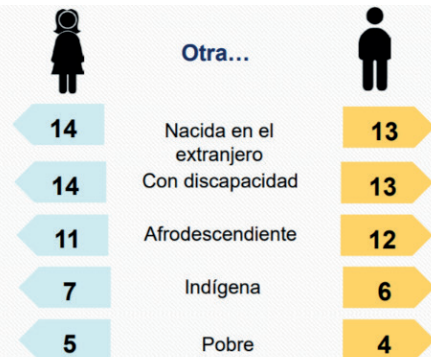 Otra...
14 Nacida en el 13
extranjero
14 Con discapacidad 13
11 Afrodescendiente 12
7 Indígena 6
5 Pobre 4